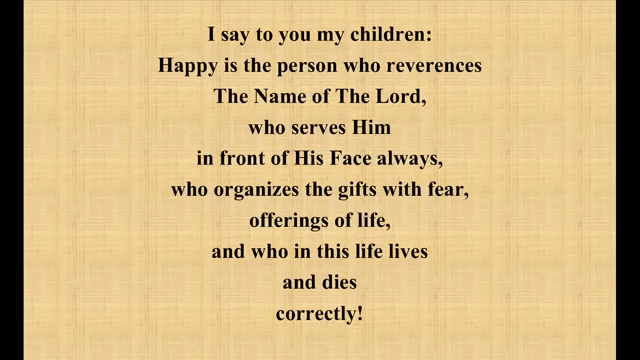 I say to you my children:
Happy is the person who reverences
The Name of The Lord,
who serves Him
in front of His Face always,
who organizes the gifts with fear,
offerings of life,
and who in this life lives
and dies
correctly!